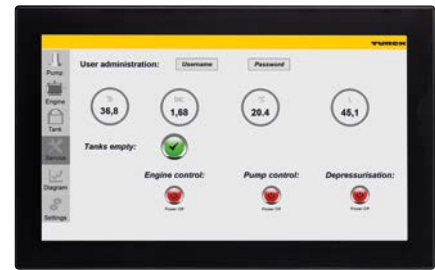 TURCK
Pump
Engine
Tank
Service
Diagram
Settings
User administration: Username Password
%
bar
°C
L
36,8 1,68 20.4 45,1
Tanks empty:
Engine control: Pump control: Depressurisation:
Power Off Power Off Power Off